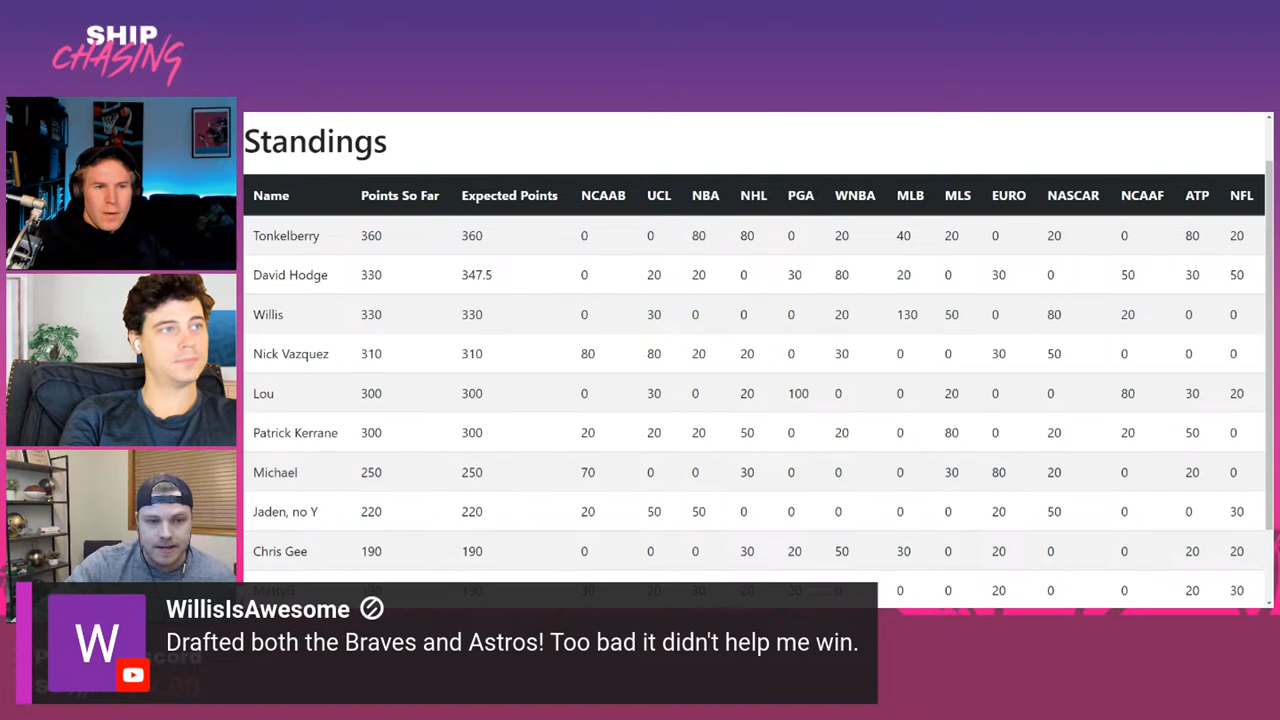 SHIP
CHASING
Standings
Name Points So Far Expected Points NCAAB UCL NBA NHL PGA WNBA MLB MLS EURO NASCAR NCAAF ATP NFL
Tonkelberry 360 360 0 0 80 80 0 20 40 20 0 20 0 80 20
David Hodge 330 347.5 0 20 20 0 30 80 20 0 30 0 50 30 50
Willis 330 330 0 30 0 0 0 20 130 50 0 80 20 0 0
Nick Vazquez 310 310 80 80 20 20 0 30 0 0 30 50 0 0 0
Lou 300 300 0 30 0 20 100 0 0 20 0 0 80 30 20
Patrick Kerrane 300 300 20 20 20 50 0 20 0 80 0 20 20 50 0
Michael 250 250 70 0 0 30 0 0 0 30 80 20 0 20 0
Jaden, no Y 220 220 20 50 50 0 0 0 0 0 20 50 0 0 30
Chris Gee 190 190 0 0 0 30 20 50 30 0 20 0 0 20 20
MattyG 190 190 30 30 30 20 20 0 0 0 20 0 0 20 30
WillisIsAwesome
W
Drafted both the Braves and Astros! Too bad it didn't help me win.